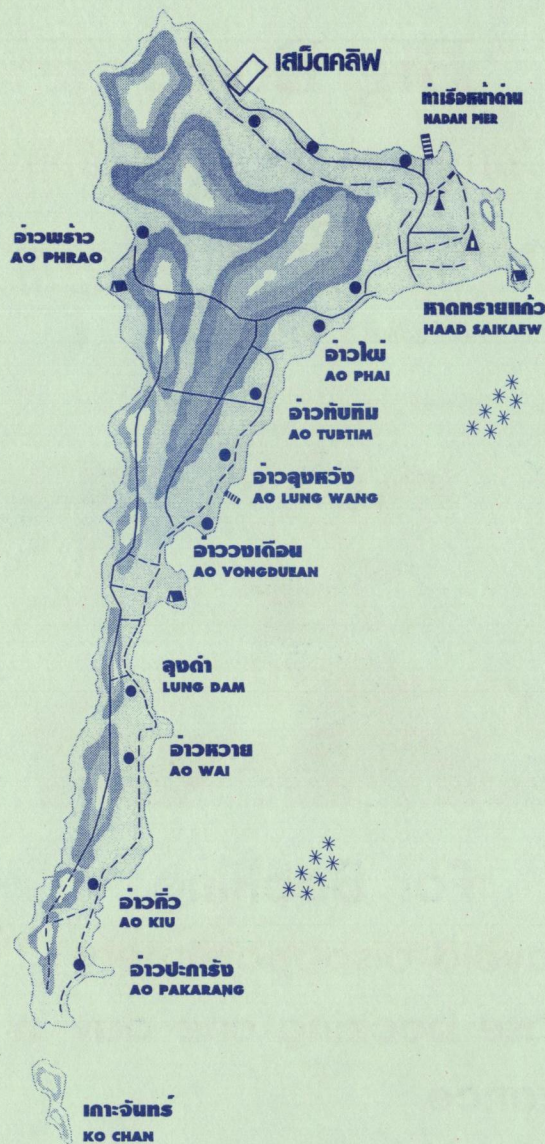 เสม็ดคลิฟ
ท่าเรือหน้าด่าน
NADAN PIER
อ่าวพร้าว
AO PHRAO
หาดทรายแก้ว
HAAD SAIKAEW
อ่าวไผ่
AO PHAI
อ่าวทับทิม
AO TUBTIM
อ่าวลุงหวัง
AO LUNG WANG
อ่าววงเดือน
AO VONGDUEAN
ลุงดำ
LUNG DAM
อ่าวหวาย
AO WAI
อ่าวกิ่ว
AO KIU
อ่าวปะการัง
AO PAKARANG
เกาะจันทร์
KO CHAN